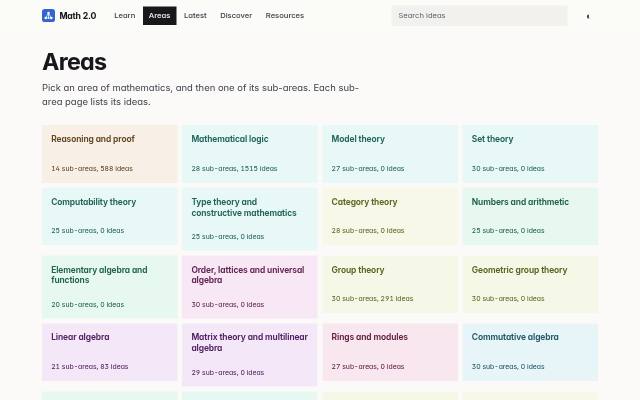 Math 2.0
Learn
Areas
Latest
Discover
Resources
Search ideas
Areas
Pick an area of mathematics, and then one of its sub-areas. Each sub-
area page lists its ideas.
Reasoning and proof
14 sub-areas, 588 ideas
Mathematical logic
28 sub-areas, 1515 ideas
Model theory
27 sub-areas, 0 ideas
Set theory
30 sub-areas, 0 ideas
Computability theory
25 sub-areas, 0 ideas
Type theory and
constructive mathematics
25 sub-areas, 0 ideas
Category theory
28 sub-areas, 0 ideas
Numbers and arithmetic
25 sub-areas, 0 ideas
Elementary algebra and
functions
20 sub-areas, 0 ideas
Order, lattices and universal
algebra
30 sub-areas, 0 ideas
Group theory
30 sub-areas, 291 ideas
Geometric group theory
30 sub-areas, 0 ideas
Linear algebra
21 sub-areas, 83 ideas
Matrix theory and multilinear
algebra
29 sub-areas, 0 ideas
Rings and modules
27 sub-areas, 0 ideas
Commutative algebra
30 sub-areas, 0 ideas